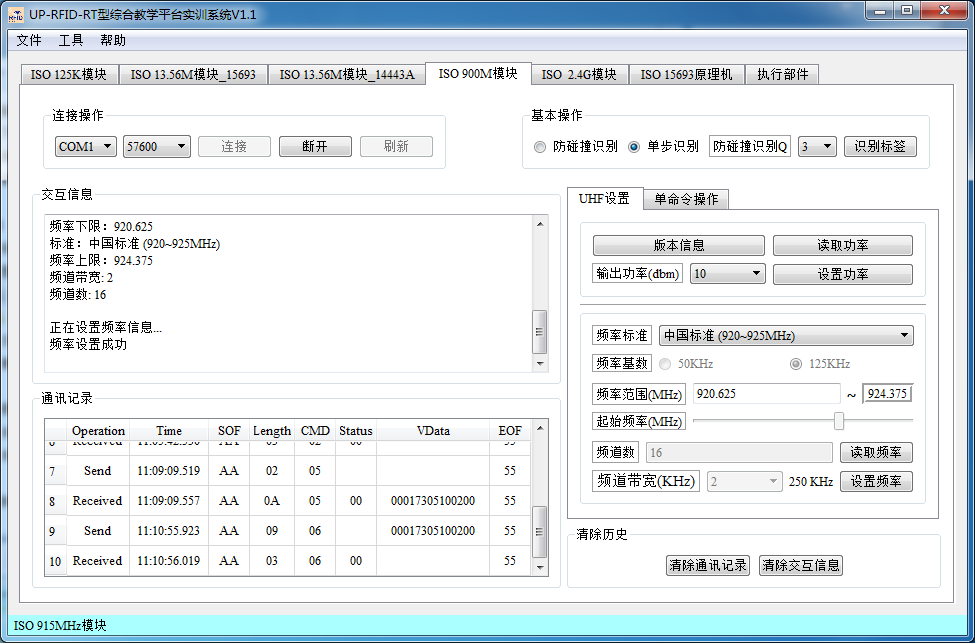 UP-RFID-RT型综合教学平台实训系统V1.1
文件 工具 帮助
ISO 125K模块 ISO 13.56M模块_15693 ISO 13.56M模块_14443A ISO 900M模块 ISO 2.4G模块 ISO 15693原理机 执行部件
连接操作
COM1 57600 连接 断开 刷新
基本操作
防碰撞识别 单步识别 防碰撞识别Q 3 识别标签
交互信息
频率下限：920.625
标准：中国标准 (920~925MHz)
频率上限：924.375
频道带宽: 2
频道数: 16
正在设置频率信息...
频率设置成功
通讯记录
Operation Time SOF Length CMD Status VData EOF
7 Send 11:09:09.519 AA 02 05 55
8 Received 11:09:09.557 AA 0A 05 00 00017305100200 55
9 Send 11:10:55.923 AA 09 06 00017305100200 55
10 Received 11:10:56.019 AA 03 06 00 55
UHF设置 单命令操作
版本信息 读取功率
输出功率(dbm) 10 设置功率
频率标准 中国标准 (920~925MHz)
频率基数 50KHz 125KHz
频率范围(MHz) 920.625 ~ 924.375
起始频率(MHz)
频道数 16 读取频率
频道带宽(KHz) 2 250 KHz 设置频率
清除历史
清除通讯记录 清除交互信息
ISO 915MHz模块